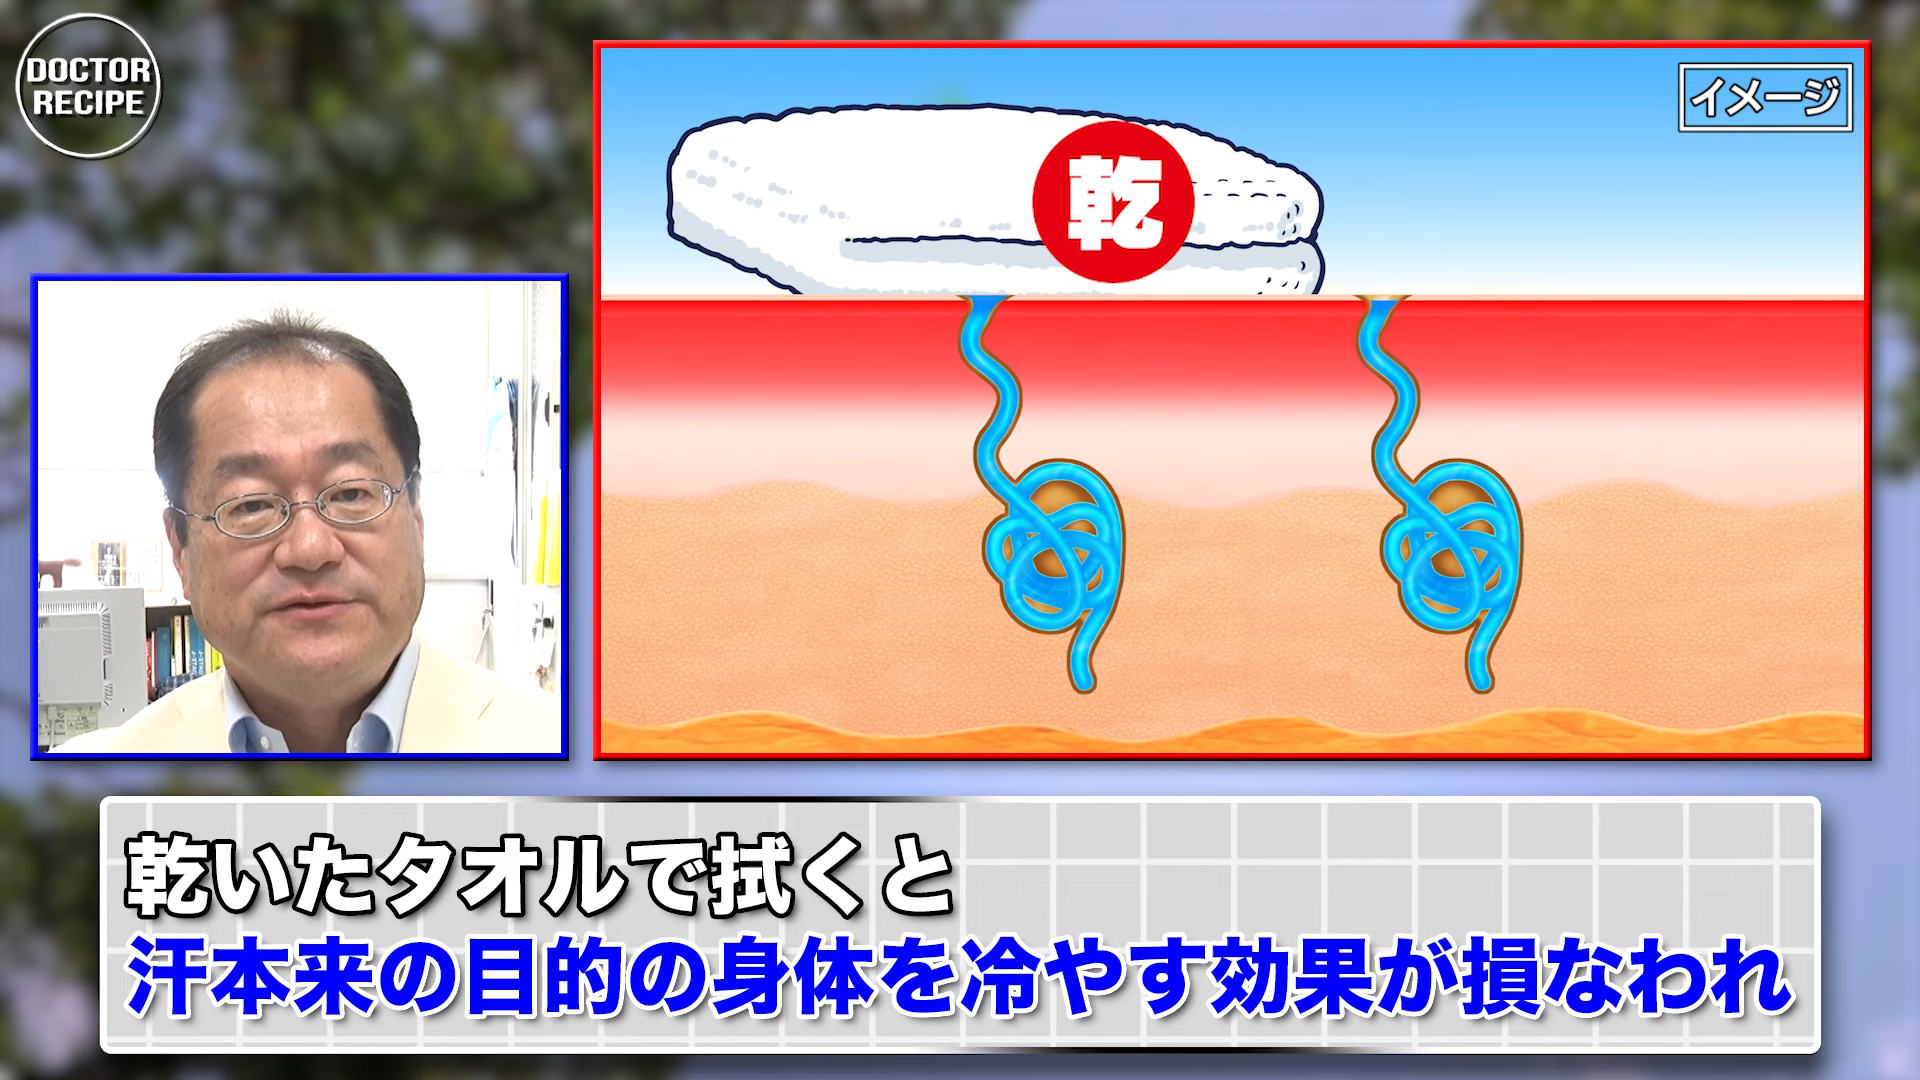 DOCTOR
RECIPE
イメージ
乾
乾いたタオルで拭くと
汗本来の目的の身体を冷やす効果が損なわれ